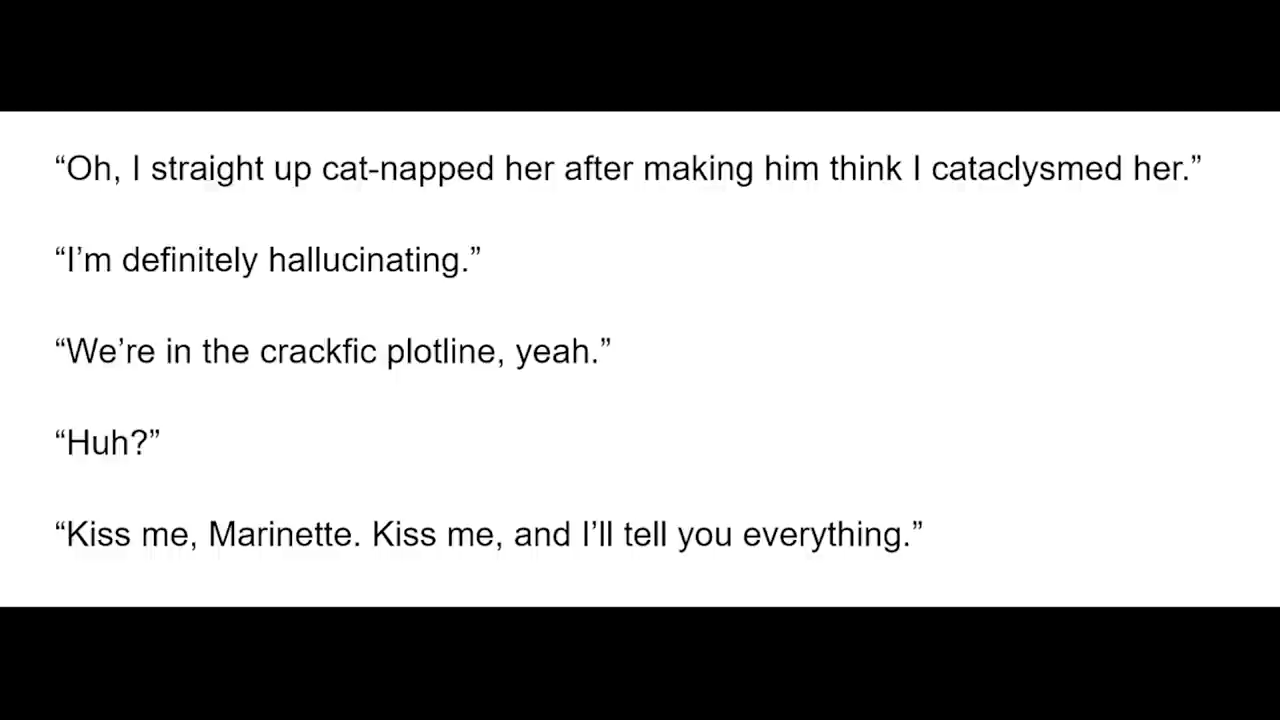 “Oh, I straight up cat-napped her after making him think I cataclysmed her.”
“I’m definitely hallucinating.”
“We’re in the crackfic plotline, yeah.”
“Huh?”
“Kiss me, Marinette. Kiss me, and I’ll tell you everything.”